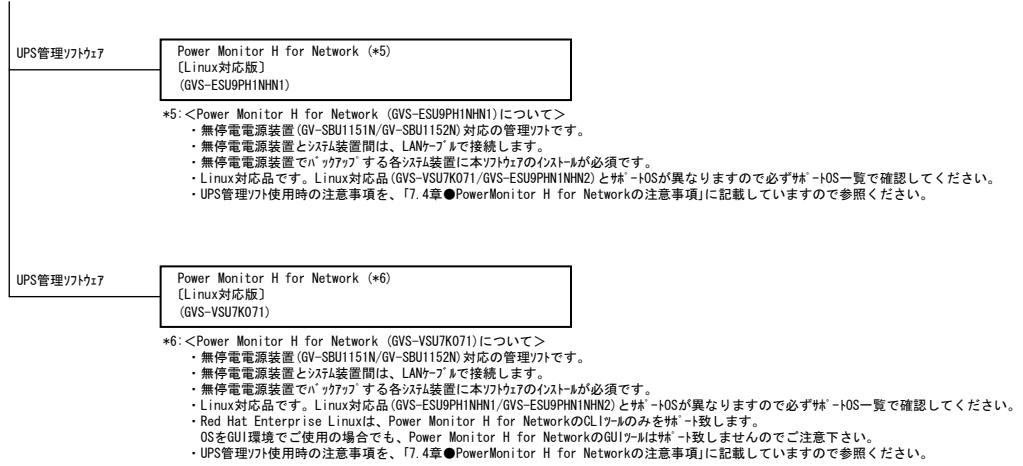 UPS管理ｿﾌﾄｳｪｱ
Power Monitor H for Network (*5)
〔Linux対応版〕
(GVS-ESU9PH1NHN1)
*5:＜Power Monitor H for Network (GVS-ESU9PH1NHN1)について＞
・無停電電源装置(GV-SBU1151N/GV-SBU1152N)対応の管理ｿﾌﾄです。
・無停電電源装置とｼｽﾃﾑ装置間は、LANｹｰﾌﾞﾙで接続します。
・無停電電源装置でﾊﾞｯｸｱｯﾌﾟする各ｼｽﾃﾑ装置に本ｿﾌﾄｳｪｱのｲﾝｽﾄｰﾙが必須です。
・Linux対応品です。Linux対応品(GVS-VSU7K071/GVS-ESU9PHN1NHN2)とｻﾎﾟｰﾄOSが異なりますので必ずｻﾎﾟｰﾄOS一覧で確認してください。
・UPS管理ｿﾌﾄ使用時の注意事項を、「7.4章●PowerMonitor H for Networkの注意事項」に記載していますので参照ください。
UPS管理ｿﾌﾄｳｪｱ
Power Monitor H for Network (*6)
〔Linux対応版〕
(GVS-VSU7K071)
*6:＜Power Monitor H for Network (GVS-VSU7K071)について＞
・無停電電源装置(GV-SBU1151N/GV-SBU1152N)対応の管理ｿﾌﾄです。
・無停電電源装置とｼｽﾃﾑ装置間は、LANｹｰﾌﾞﾙで接続します。
・無停電電源装置でﾊﾞｯｸｱｯﾌﾟする各ｼｽﾃﾑ装置に本ｿﾌﾄｳｪｱのｲﾝｽﾄｰﾙが必須です。
・Linux対応品です。Linux対応品(GVS-ESU9PH1NHN1/GVS-ESU9PHN1NHN2)とｻﾎﾟｰﾄOSが異なりますので必ずｻﾎﾟｰﾄOS一覧で確認してください。
・Red Hat Enterprise Linuxは、Power Monitor H for NetworkのCLIﾂｰﾙのみをｻﾎﾟｰﾄ致します。
OSをGUI環境でご使用の場合でも、Power Monitor H for NetworkのGUIﾂｰﾙはｻﾎﾟｰﾄ致しませんのでご注意下さい。
・UPS管理ｿﾌﾄ使用時の注意事項を、「7.4章●PowerMonitor H for Networkの注意事項」に記載していますので参照ください。